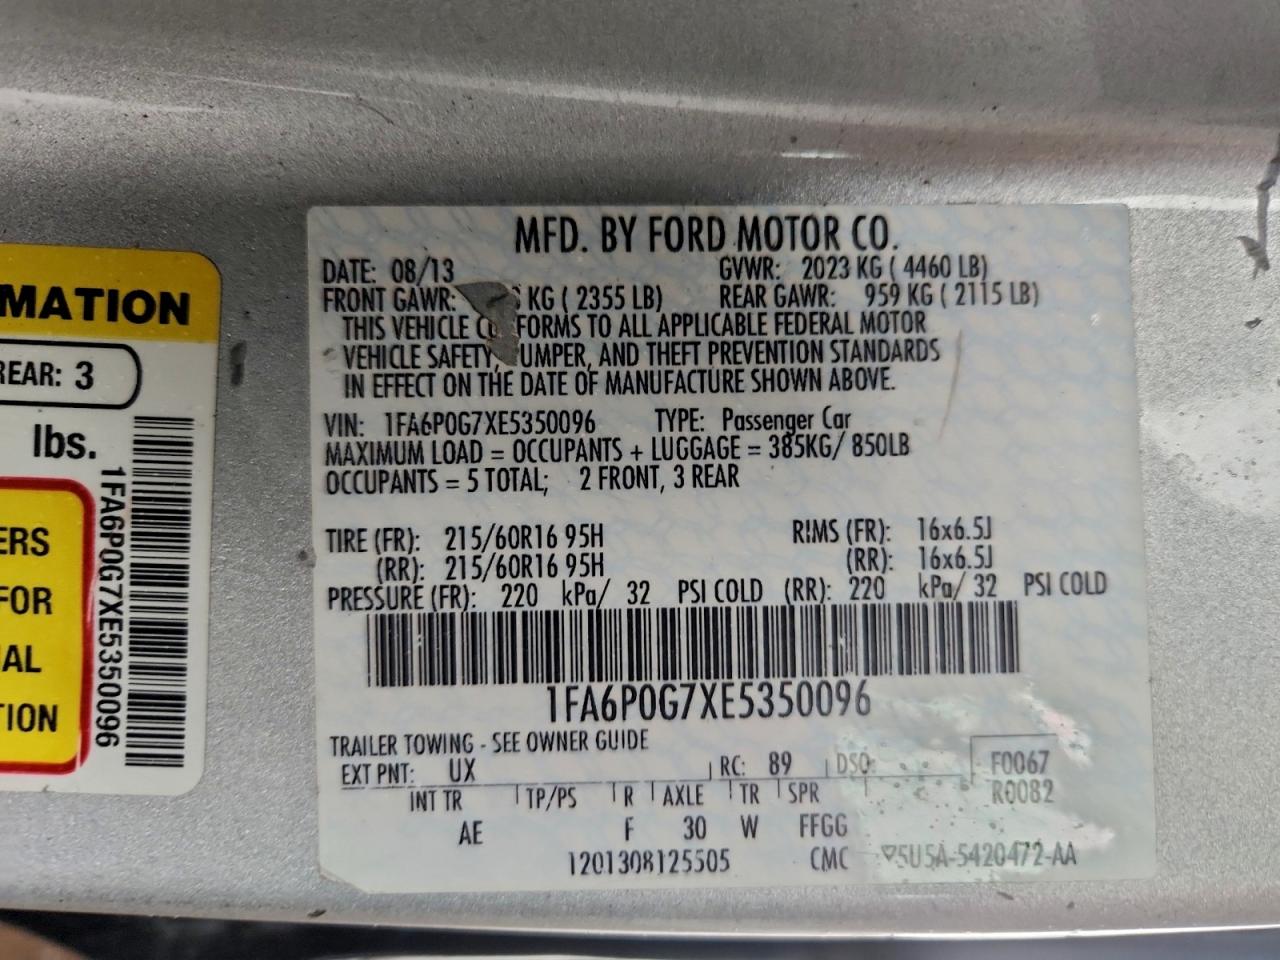 MATION
REAR: 3
lbs.
ERS
FOR
TION
1FA6P0G7XE5350096
MFD. BY FORD MOTOR CO.
DATE: 08/13 GVWR: 2023 KG ( 4460 LB)
FRONT GAWR: KG ( 2355 LB) REAR GAWR: 959 KG ( 2115 LB)
THIS VEHICLE CONFORMS TO ALL APPLICABLE FEDERAL MOTOR
VEHICLE SAFETY, BUMPER, AND THEFT PREVENTION STANDARDS
IN EFFECT ON THE DATE OF MANUFACTURE SHOWN ABOVE.
VIN: 1FA6P0G7XE5350096 TYPE: Passenger Car
MAXIMUM LOAD = OCCUPANTS + LUGGAGE = 385KG/ 850LB
OCCUPANTS = 5 TOTAL; 2 FRONT, 3 REAR
TIRE (FR): 215/60R16 95H RIMS (FR): 16x6.5J
(RR): 215/60R16 95H (RR): 16x6.5J
PRESSURE (FR): 220 kPa/ 32 PSI COLD (RR): 220 kPa/ 32 PSI COLD
1FA6P0G7XE5350096
TRAILER TOWING - SEE OWNER GUIDE
EXT PNT: UX RC: 89 DSO: F0067
INT TR TP/PS R AXLE TR SPR R0082
AE F 30 W FFGG
1201308125505 CMC ▽5U5A-5420472-AA